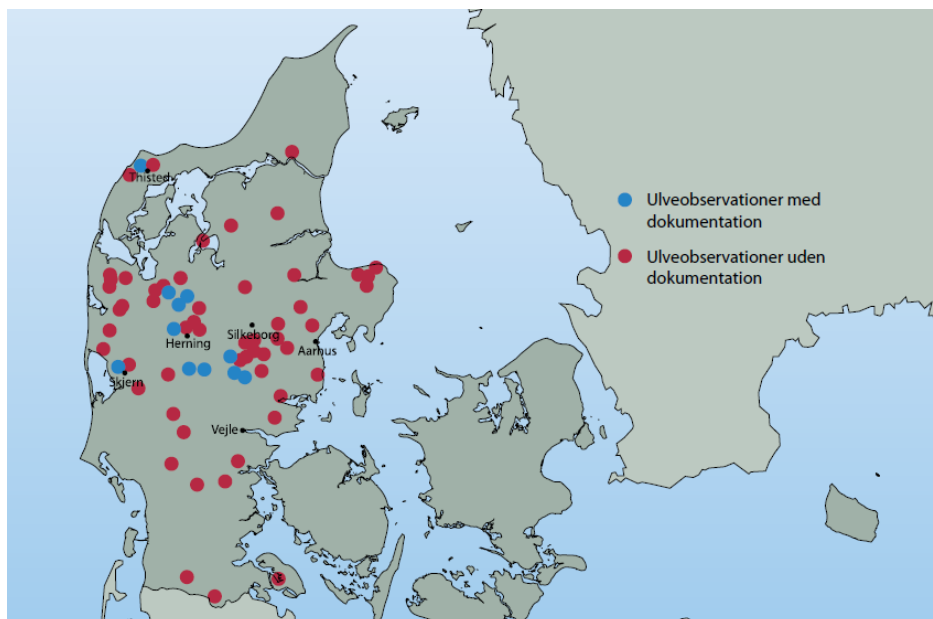 Thisted
Ulveobservationer med
dokumentation
Ulveobservationer uden
dokumentation
Silkeborg
Herning
Aarhus
Skjern
Vejle